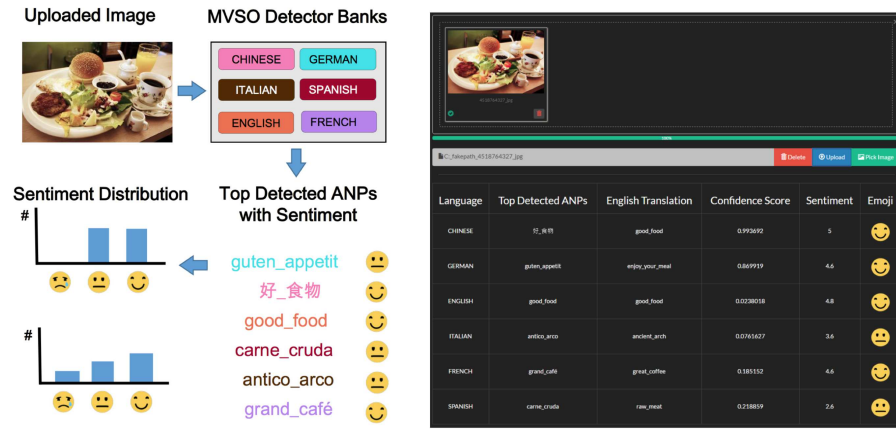 Uploaded Image
MVSO Detector Banks
CHINESE GERMAN
ITALIAN SPANISH
ENGLISH FRENCH
Sentiment Distribution
#
#
Top Detected ANPs
with Sentiment
guten_appetit
好_食物
good_food
carne_cruda
antico_arco
grand_café
4518764327_jpg
100%
C:_fakepath_4518764327_jpg Delete Upload Pick Image
Language Top Detected ANPs English Translation Confidence Score Sentiment Emoji
CHINESE 好_食物 good_food 0.993692 5
GERMAN guten_appetit enjoy_your_meal 0.869919 4.6
ENGLISH good_food good_food 0.0238018 4.8
ITALIAN antico_arco ancient_arch 0.0761627 3.6
FRENCH grand_café great_coffee 0.185152 4.6
SPANISH carne_cruda raw_meat 0.218859 2.6